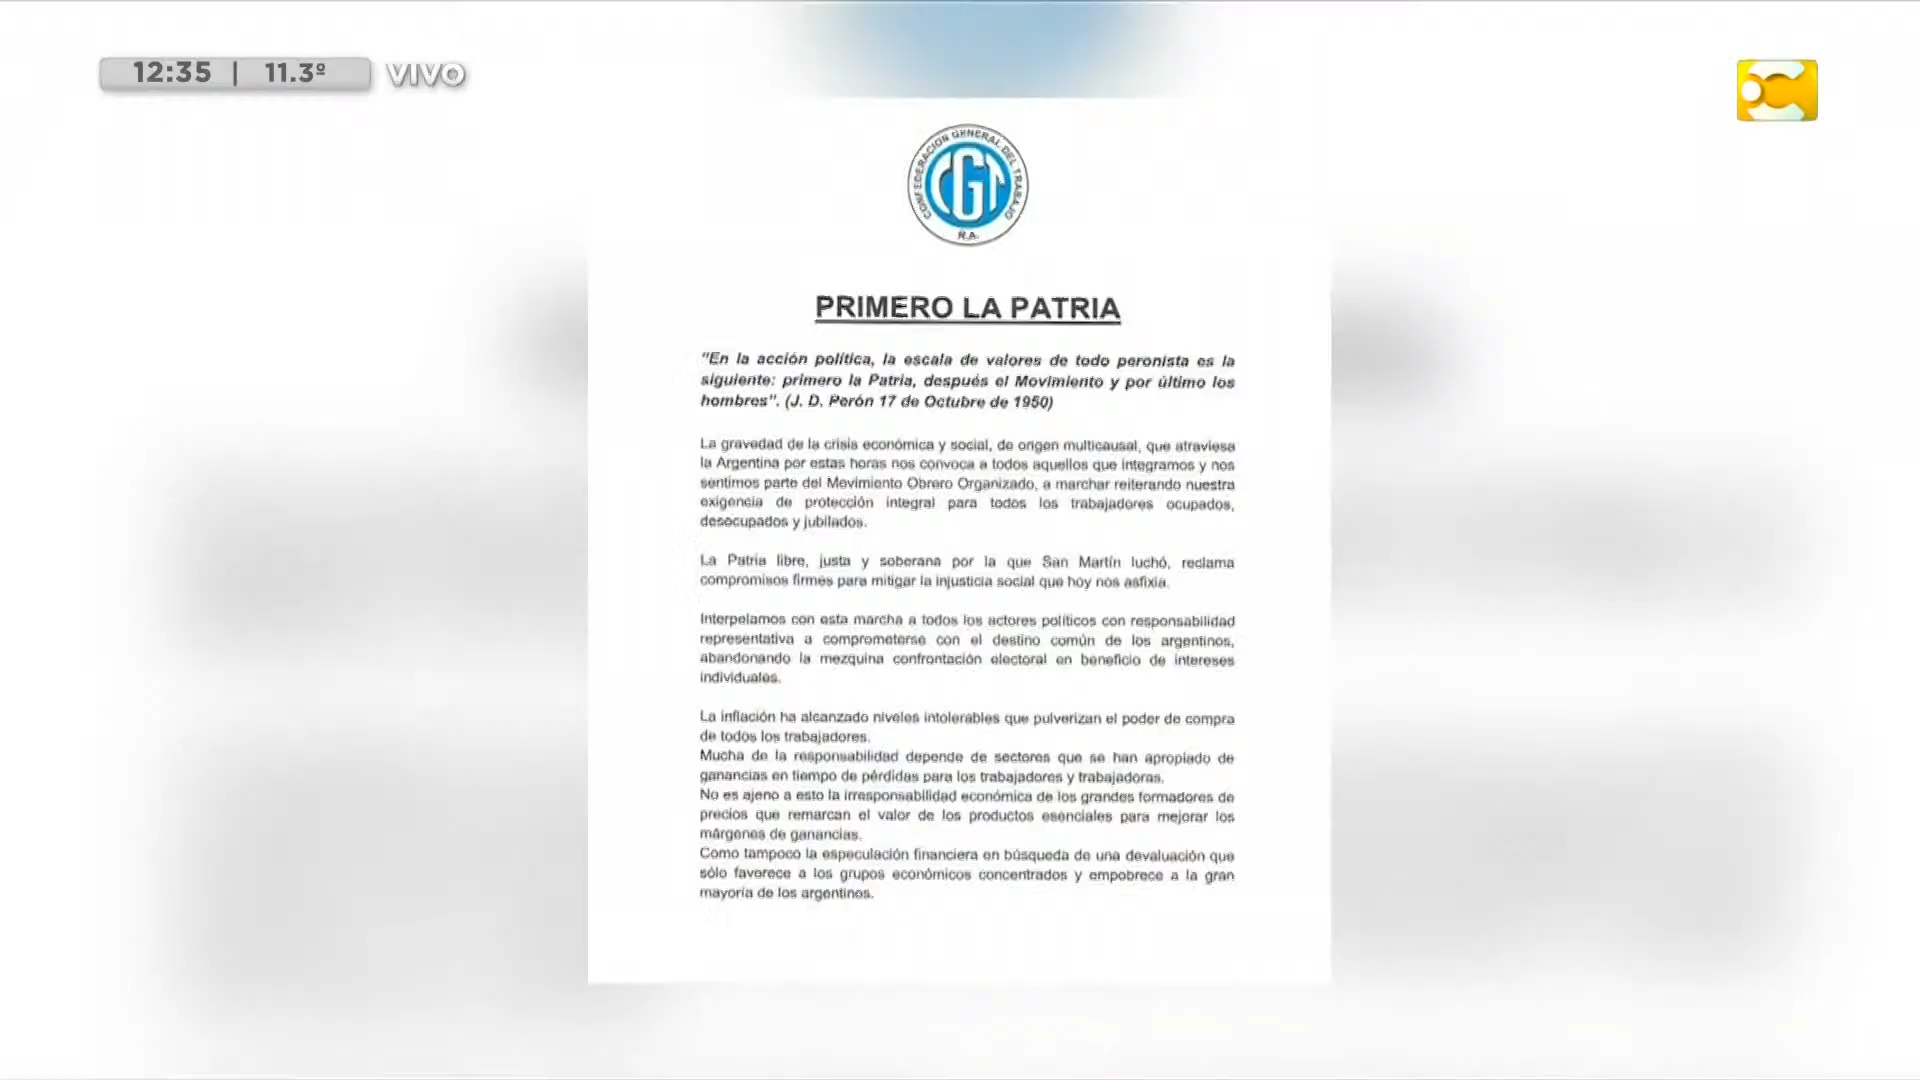 12:35 | 11.3º VIVO
CONFEDERACION GENERAL DEL TRABAJO
CGT
R.A.
PRIMERO LA PATRIA
"En la acción política, la escala de valores de todo peronista es la
siguiente: primero la Patria, después el Movimiento y por último los
hombres". (J. D. Perón 17 de Octubre de 1950)
La gravedad de la crisis económica y social, de origen multicausal, que atraviesa
la Argentina por estas horas nos convoca a todos aquellos que integramos y nos
sentimos parte del Movimiento Obrero Organizado, a marchar reiterando nuestra
exigencia de protección integral para todos los trabajadores ocupados,
desocupados y jubilados.
La Patria libre, justa y soberana por la que San Martín luchó, reclama
compromisos firmes para mitigar la injusticia social que hoy nos asfixia.
Interpelamos con esta marcha a todos los actores políticos con responsabilidad
representativa a comprometerse con el destino común de los argentinos,
abandonando la mezquina confrontación electoral en beneficio de intereses
individuales.
La inflación ha alcanzado niveles intolerables que pulverizan el poder de compra
de todos los trabajadores.
Mucha de la responsabilidad depende de sectores que se han apropiado de
ganancias en tiempo de pérdidas para los trabajadores y trabajadoras.
No es ajeno a esto la irresponsabilidad económica de los grandes formadores de
precios que remarcan el valor de los productos esenciales para mejorar los
márgenes de ganancias.
Como tampoco la especulación financiera en búsqueda de una devaluación que
sólo favorece a los grupos económicos concentrados y empobrece a la gran
mayoría de los argentinos.